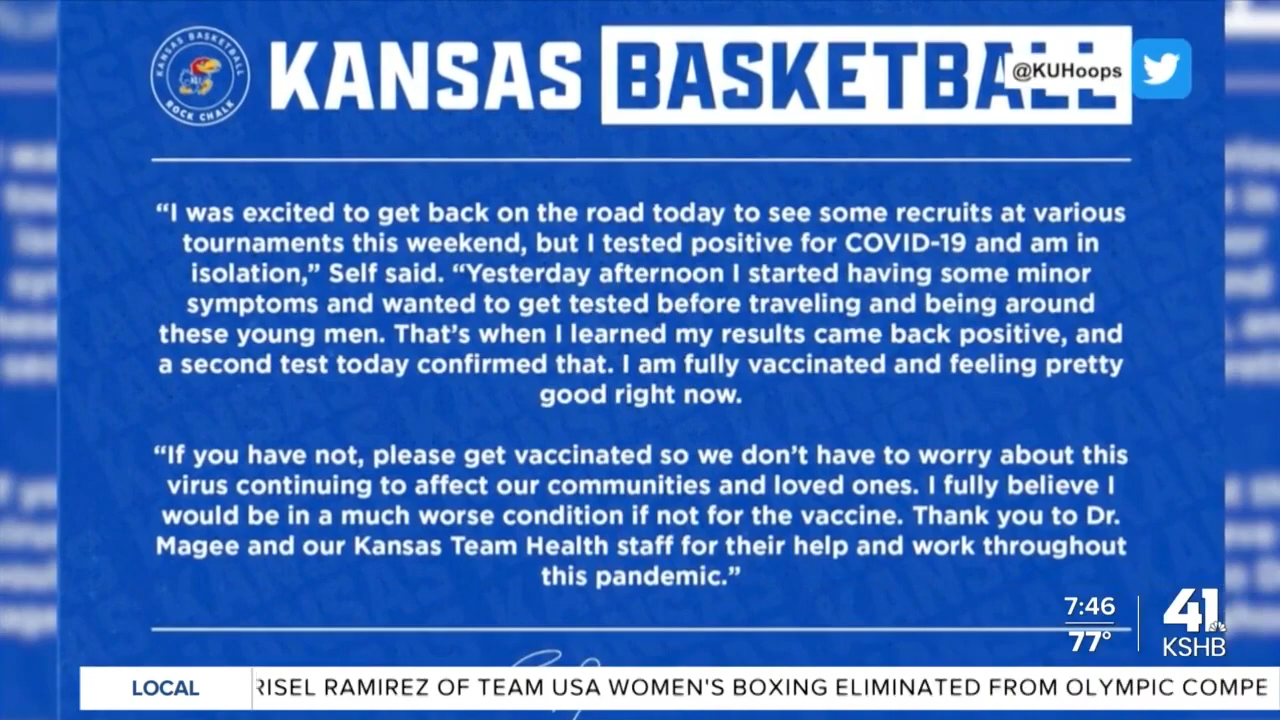 KANSAS BASKETBALL
ROCK CHALK
KU
KANSAS BASKETBALL
@KUHoops
“I was excited to get back on the road today to see some recruits at various
tournaments this weekend, but I tested positive for COVID-19 and am in
isolation,” Self said. “Yesterday afternoon I started having some minor
symptoms and wanted to get tested before traveling and being around
these young men. That’s when I learned my results came back positive, and
a second test today confirmed that. I am fully vaccinated and feeling pretty
good right now.
“If you have not, please get vaccinated so we don’t have to worry about this
virus continuing to affect our communities and loved ones. I fully believe I
would be in a much worse condition if not for the vaccine. Thank you to Dr.
Magee and our Kansas Team Health staff for their help and work throughout
this pandemic.”
7:46
77°
41
KSHB
LOCAL
RISEL RAMIREZ OF TEAM USA WOMEN'S BOXING ELIMINATED FROM OLYMPIC COMPE